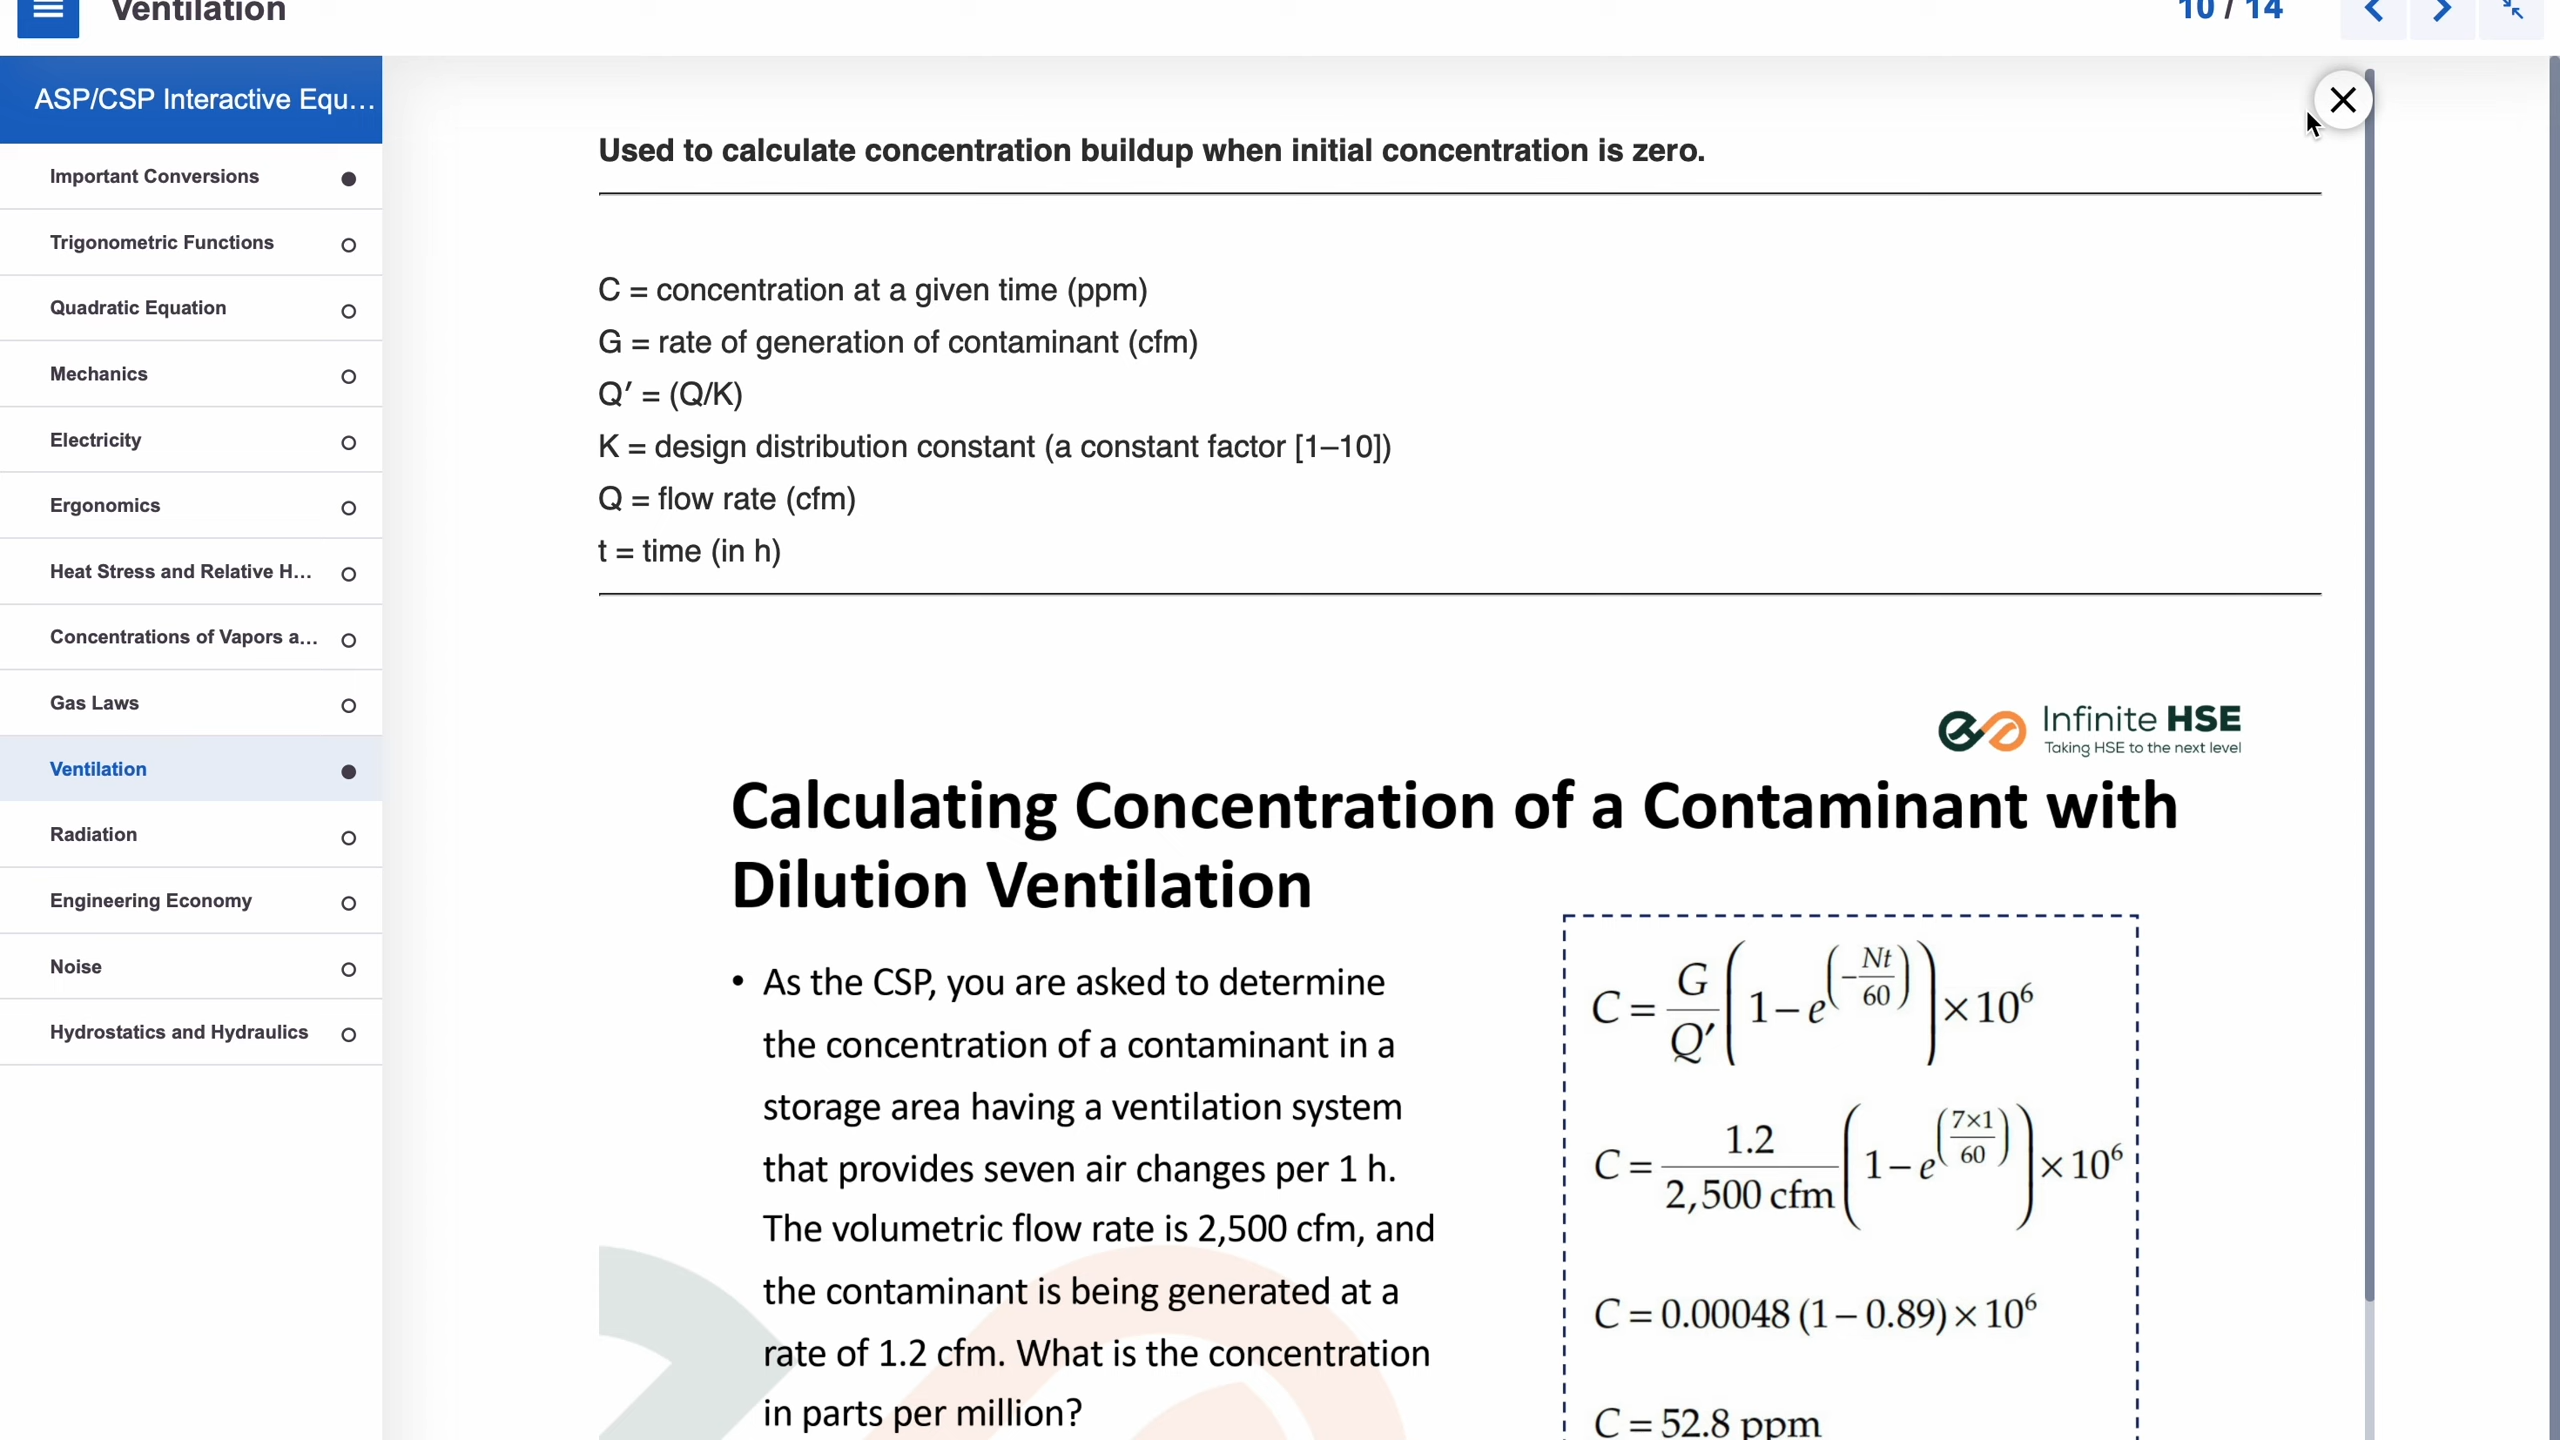 Ventilation
10 / 14
ASP/CSP Interactive Equ...
Important Conversions
Trigonometric Functions
Quadratic Equation
Mechanics
Electricity
Ergonomics
Heat Stress and Relative H...
Concentrations of Vapors a...
Gas Laws
Ventilation
Radiation
Engineering Economy
Noise
Hydrostatics and Hydraulics
Used to calculate concentration buildup when initial concentration is zero.
C = concentration at a given time (ppm)
G = rate of generation of contaminant (cfm)
Q′ = (Q/K)
K = design distribution constant (a constant factor [1–10])
Q = flow rate (cfm)
t = time (in h)
Infinite HSE
Taking HSE to the next level
Calculating Concentration of a Contaminant with
Dilution Ventilation
• As the CSP, you are asked to determine
the concentration of a contaminant in a
storage area having a ventilation system
that provides seven air changes per 1 h.
The volumetric flow rate is 2,500 cfm, and
the contaminant is being generated at a
rate of 1.2 cfm. What is the concentration
in parts per million?
C = G/Q′ (1 − e^(−Nt/60)) × 10⁶
C = 1.2/2,500 cfm (1 − e^(7×1/60)) × 10⁶
C = 0.00048 (1 − 0.89) × 10⁶
C = 52.8 ppm